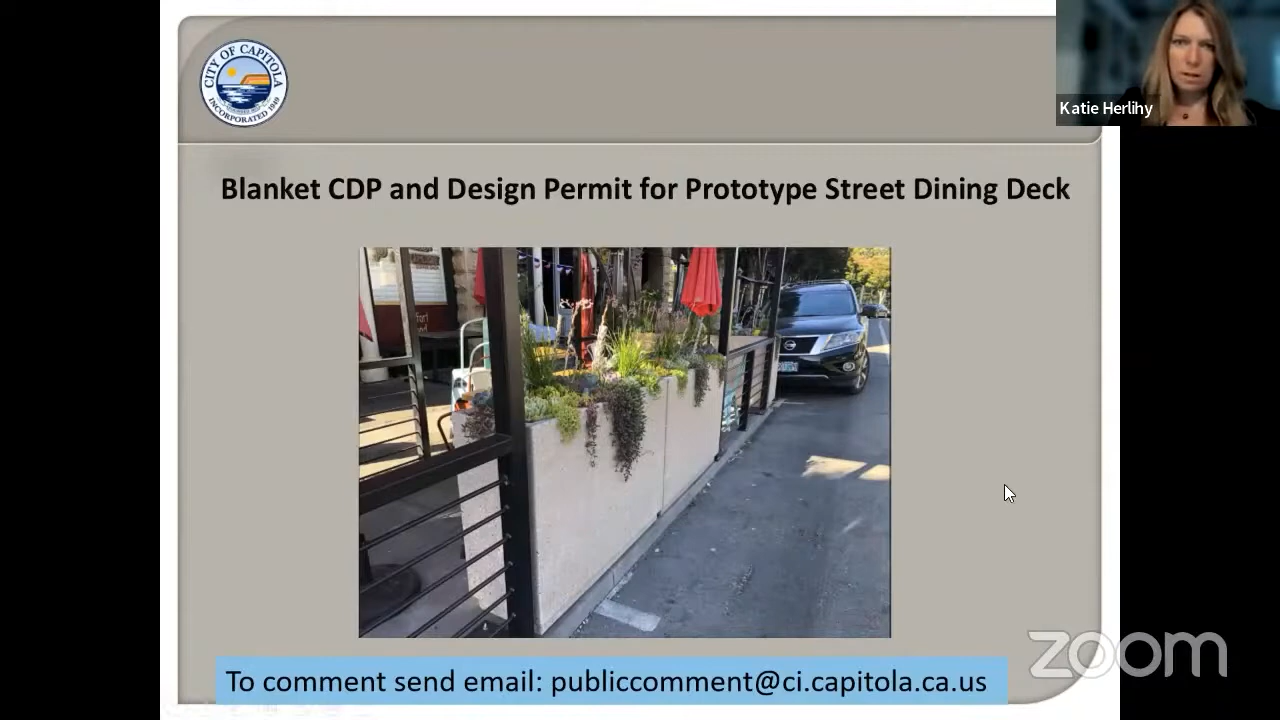 CITY OF CAPITOLA
INCORPORATED 1949
Katie Herlihy
Blanket CDP and Design Permit for Prototype Street Dining Deck
To comment send email: publiccomment@ci.capitola.ca.us
zoom